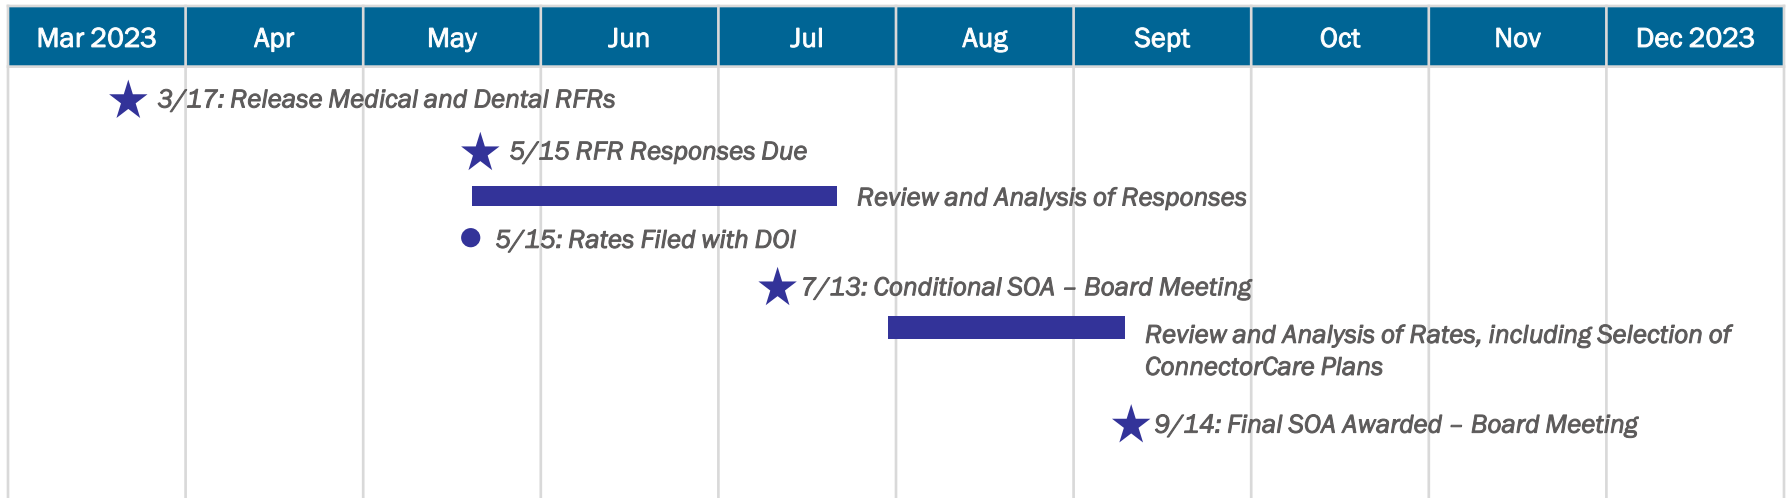 Mar 2023 Apr May Jun Jul Aug Sept Oct Nov Dec 2023
3/17: Release Medical and Dental RFRs
5/15 RFR Responses Due
Review and Analysis of Responses
5/15: Rates Filed with DOI
7/13: Conditional SOA – Board Meeting
Review and Analysis of Rates, including Selection of
ConnectorCare Plans
9/14: Final SOA Awarded – Board Meeting